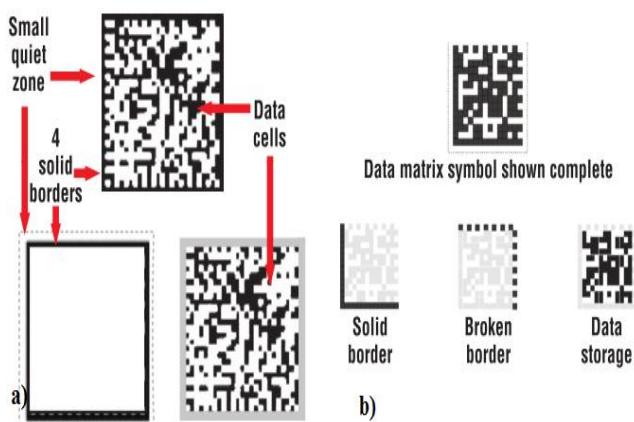 Small
quiet
zone
4
solid
borders
Data
cells
a)
Data matrix symbol shown complete
Solid
border
Broken
border
Data
storage
b)